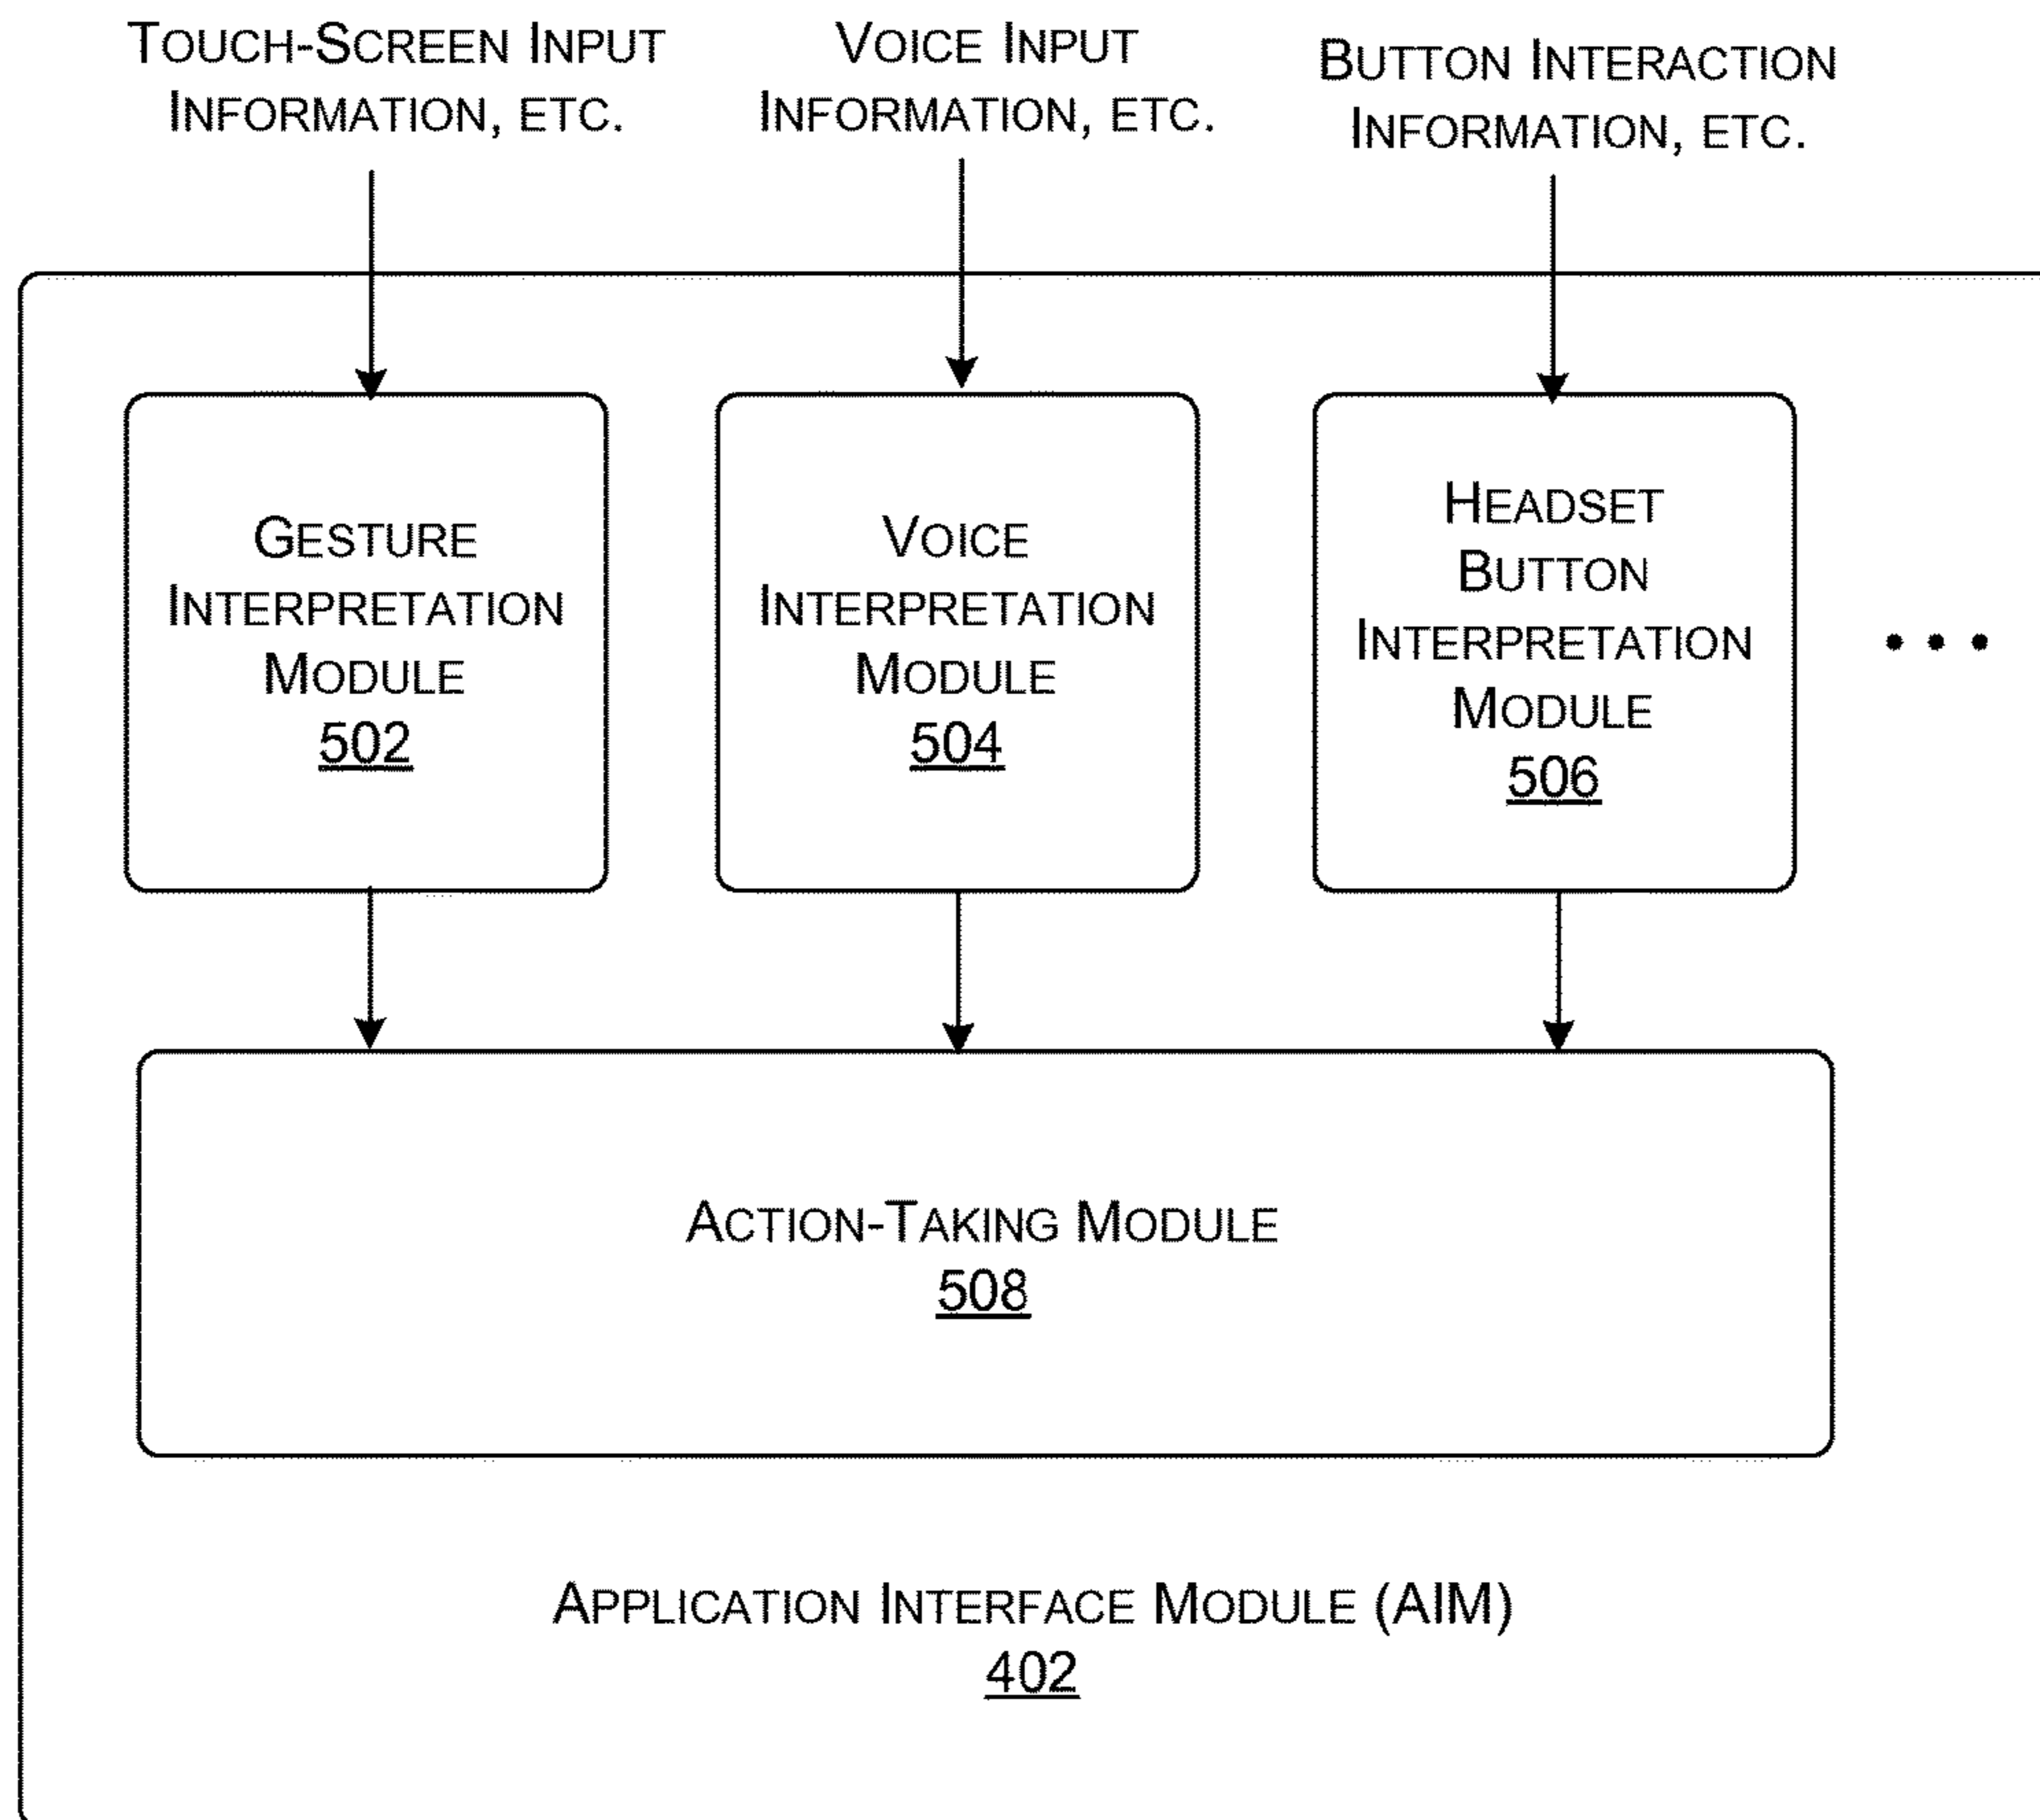 TOUCH-SCREEN INPUT
INFORMATION, ETC.
VOICE INPUT
INFORMATION, ETC.
BUTTON INTERACTION
INFORMATION, ETC.
GESTURE
INTERPRETATION
MODULE
502
VOICE
INTERPRETATION
MODULE
504
HEADSET
BUTTON
INTERPRETATION
MODULE
506
• • •
ACTION-TAKING MODULE
508
APPLICATION INTERFACE MODULE (AIM)
402